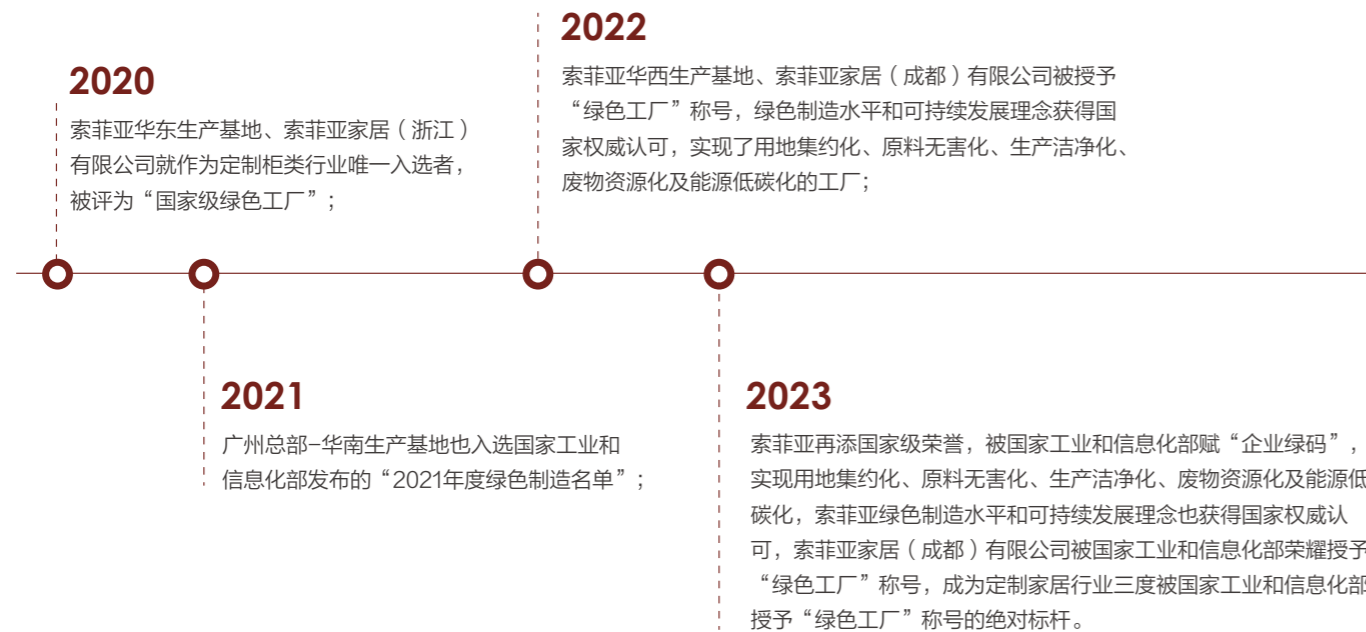 2020
索菲亚华东生产基地、索菲亚家居（浙江）
有限公司就作为定制柜类行业唯一入选者，
被评为“国家级绿色工厂”；
2021
广州总部-华南生产基地也入选国家工业和
信息化部发布的“2021年度绿色制造名单”；
2022
索菲亚华西生产基地、索菲亚家居（成都）有限公司被授予
“绿色工厂”称号，绿色制造水平和可持续发展理念获得国
家权威认可，实现了用地集约化、原料无害化、生产洁净化、
废物资源化及能源低碳化的工厂；
2023
索菲亚再添国家级荣誉，被国家工业和信息化部赋“企业绿码”，
实现用地集约化、原料无害化、生产洁净化、废物资源化及能源低
碳化，索菲亚绿色制造水平和可持续发展理念也获得国家权威认
可，索菲亚家居（成都）有限公司被国家工业和信息化部荣耀授予
“绿色工厂”称号，成为定制家居行业三度被国家工业和信息化部
授予“绿色工厂”称号的绝对标杆。